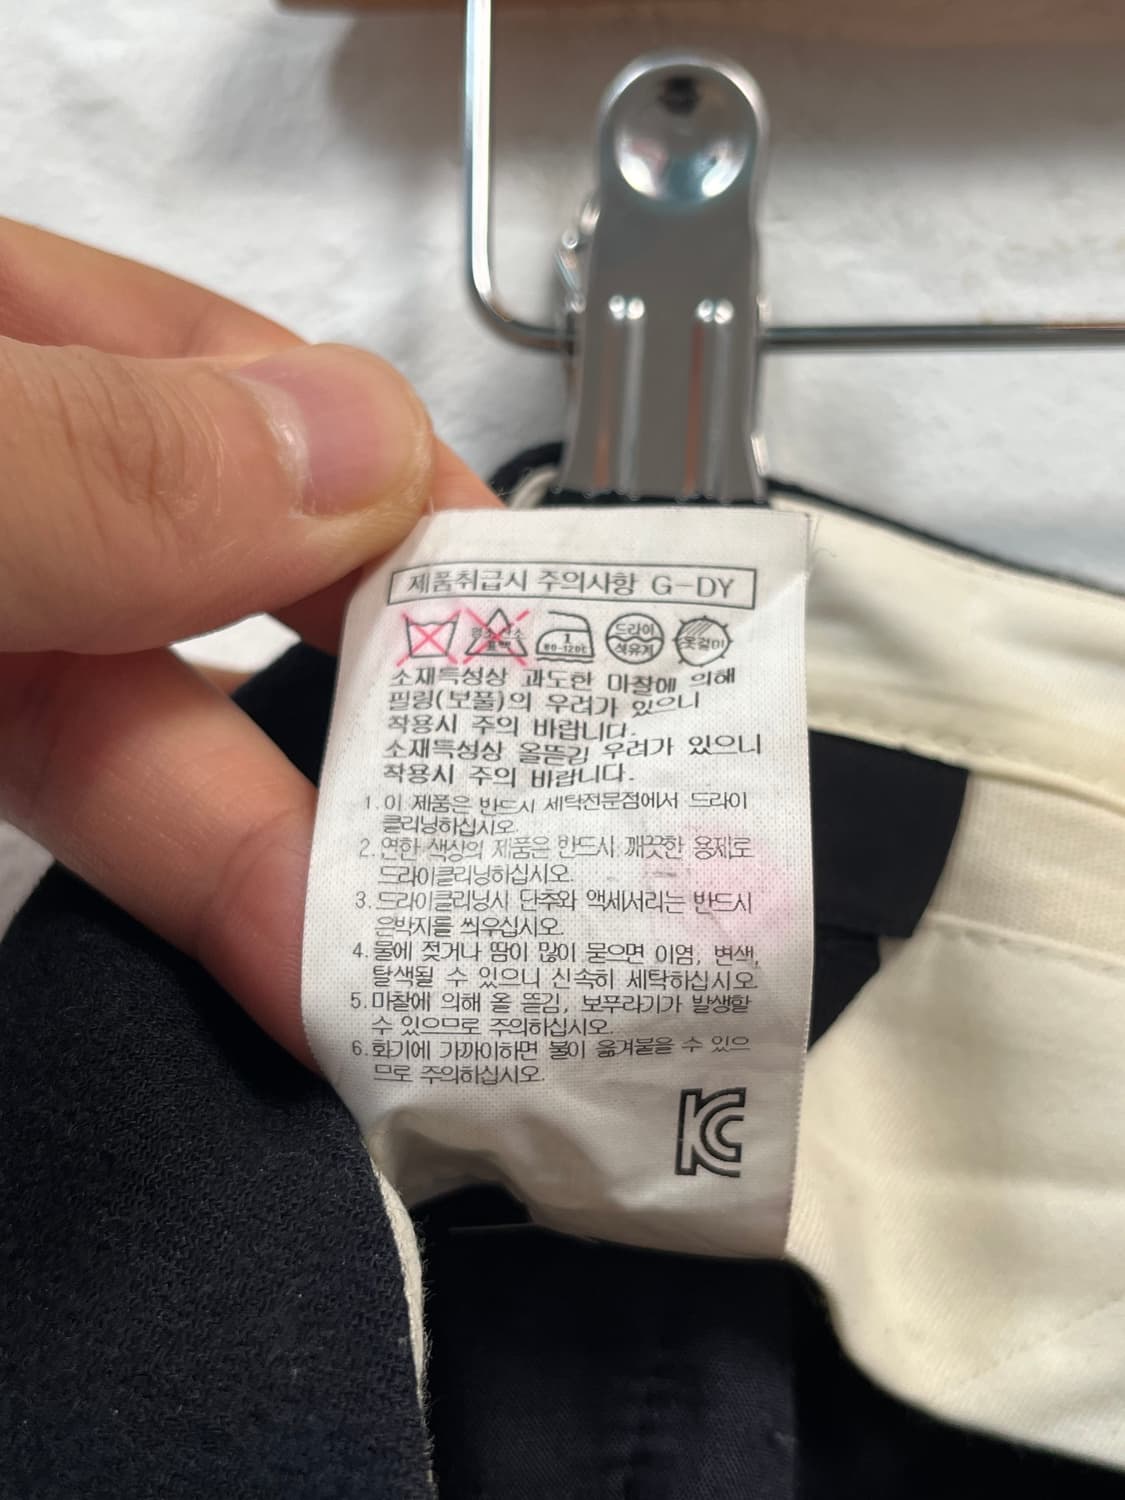 제품취급시 주의사항 G-DY
염소 산소
표백
1
80-120℃
드라이
석유계
옷걸이
소재특성상 과도한 마찰에 의해
필링(보풀)의 우려가 있으니
착용시 주의 바랍니다.
소재특성상 올뜯김 우려가 있으니
착용시 주의 바랍니다.
1. 이 제품은 반드시 세탁전문점에서 드라이
클리닝하십시오.
2. 연한 색상의 제품은 반드시 깨끗한 용제로
드라이클리닝하십시오.
3. 드라이클리닝시 단추와 액세서리는 반드시
은박지를 씌우십시오.
4. 물에 젖거나 땀이 많이 묻으면 이염, 변색,
탈색될 수 있으니 신속히 세탁하십시오.
5. 마찰에 의해 올 뜯김, 보푸라기가 발생할
수 있으므로 주의하십시오.
6. 화기에 가까이하면 불이 옮겨붙을 수 있으
므로 주의하십시오.
KC